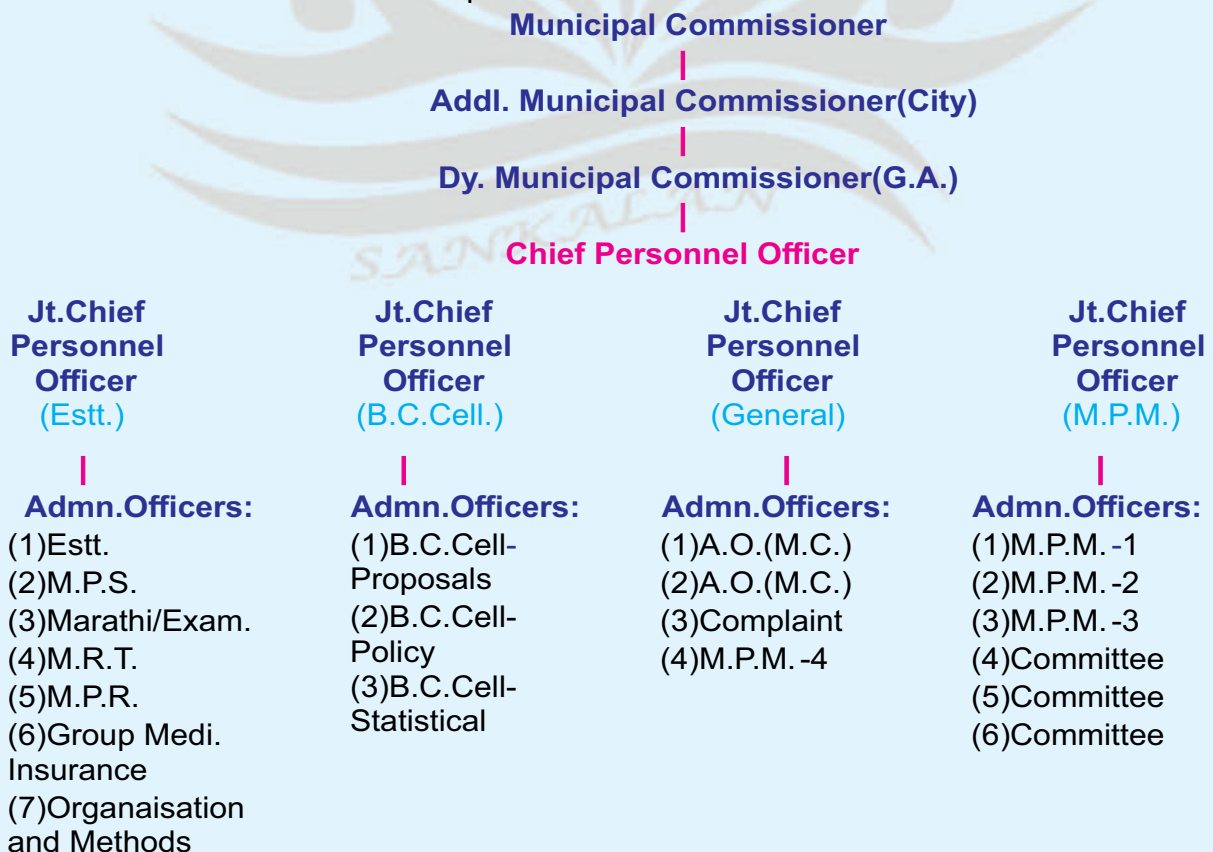 Municipal Commissioner
|
Addl. Municipal Commissioner(City)
|
Dy. Municipal Commissioner(G.A.)
|
SANKALAN
Chief Personnel Officer
Jt.Chief
Personnel
Officer
(Estt.)
|
Admn.Officers:
(1)Estt.
(2)M.P.S.
(3)Marathi/Exam.
(4)M.R.T.
(5)M.P.R.
(6)Group Medi.
Insurance
(7)Organaisation
and Methods
Jt.Chief
Personnel
Officer
(B.C.Cell.)
|
Admn.Officers:
(1)B.C.Cell-
Proposals
(2)B.C.Cell-
Policy
(3)B.C.Cell-
Statistical
Jt.Chief
Personnel
Officer
(General)
|
Admn.Officers:
(1)A.O.(M.C.)
(2)A.O.(M.C.)
(3)Complaint
(4)M.P.M. -4
Jt.Chief
Personnel
Officer
(M.P.M.)
|
Admn.Officers:
(1)M.P.M. -1
(2)M.P.M. -2
(3)M.P.M. -3
(4)Committee
(5)Committee
(6)Committee